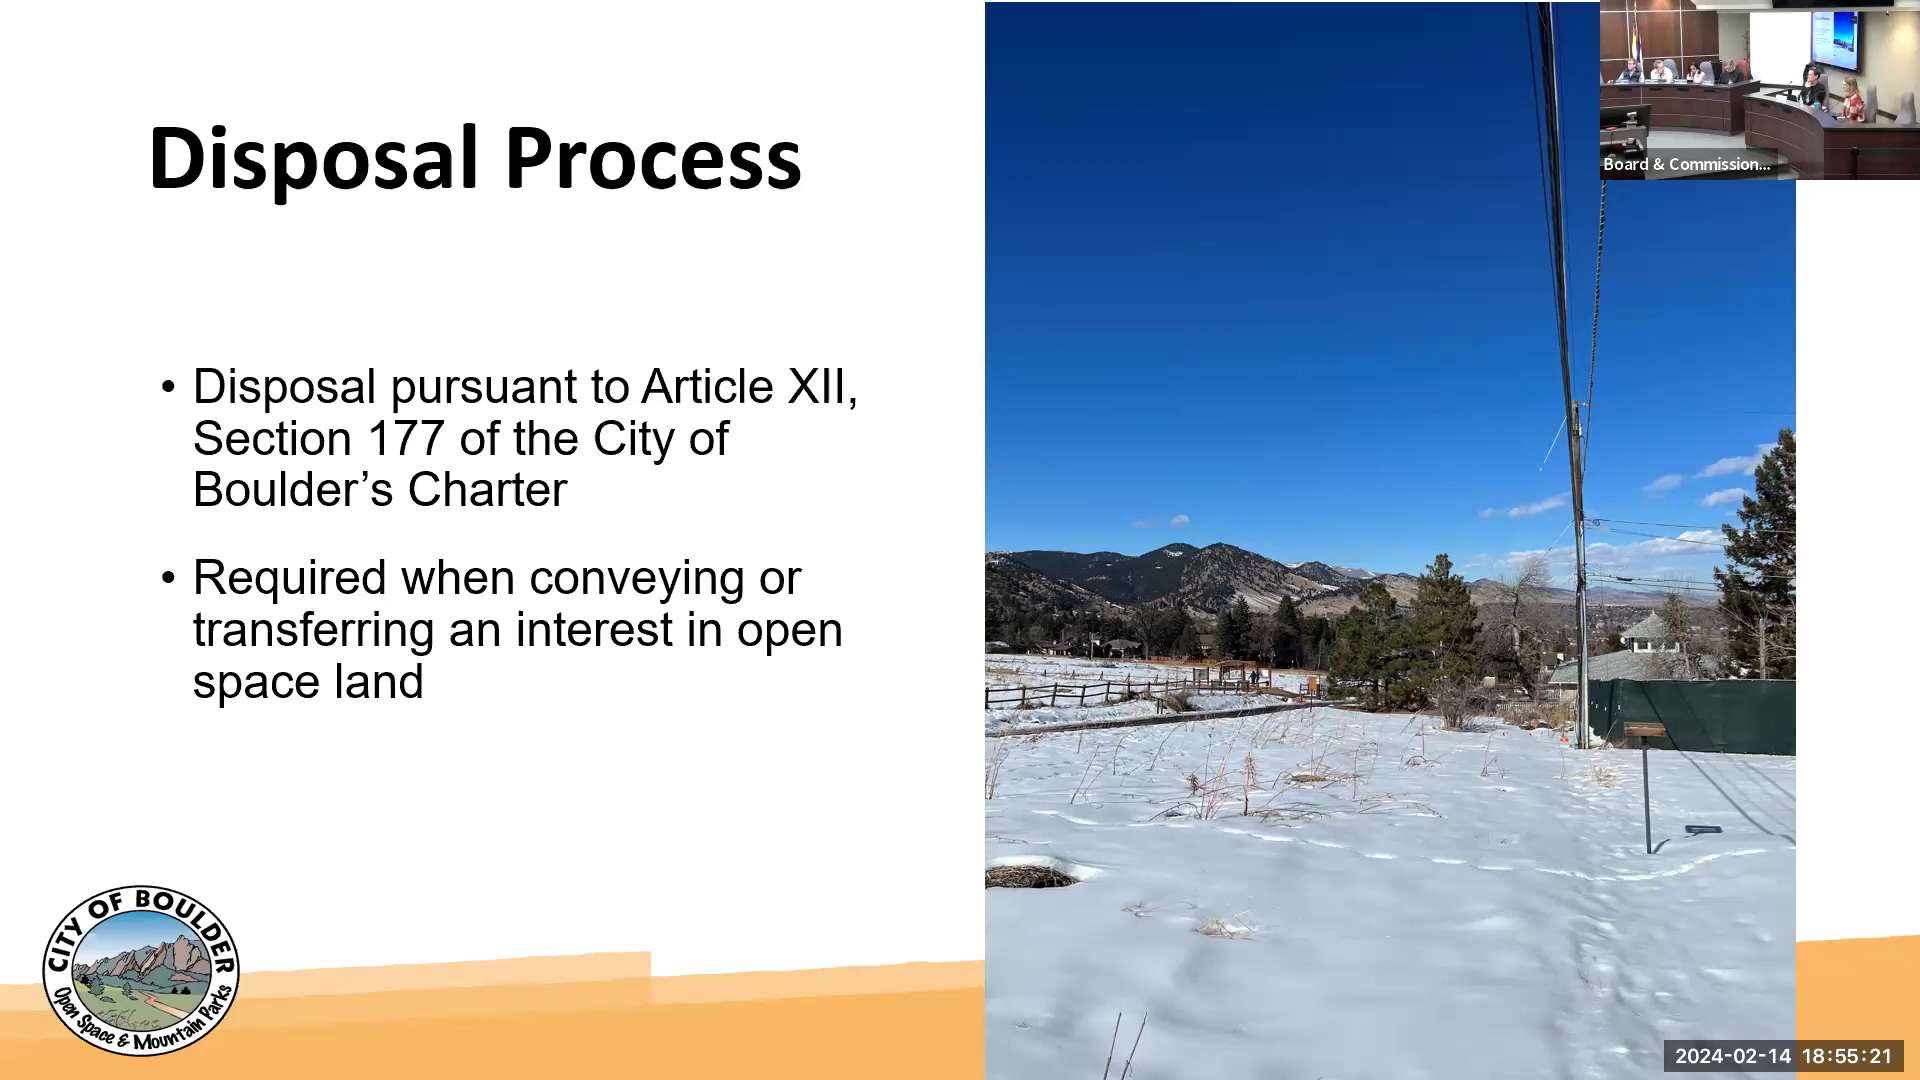 Disposal Process
Board & Commission...
• Disposal pursuant to Article XII,
Section 177 of the City of
Boulder’s Charter
• Required when conveying or
transferring an interest in open
space land
CITY OF BOULDER
Open Space & Mountain Parks
2024-02-14 18:55:21